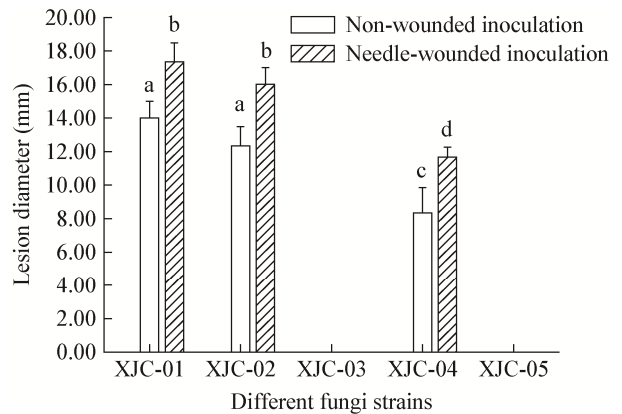 20.00
18.00
16.00
14.00
12.00
10.00
8.00
6.00
4.00
2.00
0.00
Lesion diameter (mm)
Non-wounded inoculation
Needle-wounded inoculation
a
b
a
b
c
d
XJC-01 XJC-02 XJC-03 XJC-04 XJC-05
Different fungi strains